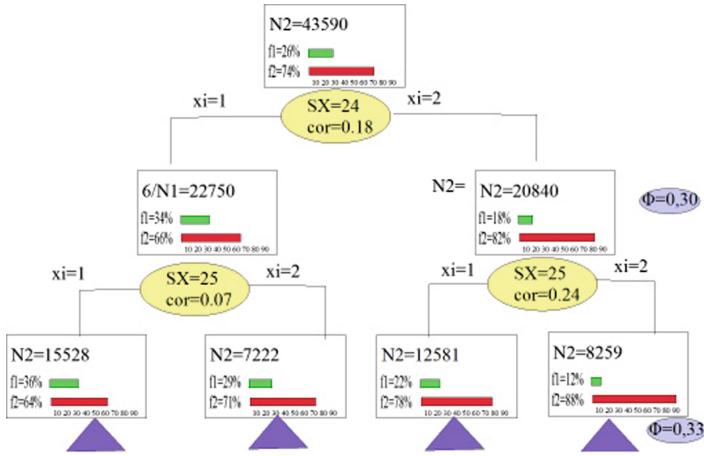 N2=43590
f1=26%
f2=74%
10 20 30 40 50 60 70 80 90
xi=1
SX=24
cor=0.18
xi=2
6/N1=22750
f1=34%
f2=66%
10 20 30 40 50 60 70 80 90
N2=
N2=20840
f1=18%
f2=82%
10 20 30 40 50 60 70 80 90
Φ=0,30
xi=1
SX=25
cor=0.07
xi=2
xi=1
SX=25
cor=0.24
xi=2
N2=15528
f1=36%
f2=64%
10 20 30 40 50 60 70 80 90
N2=7222
f1=29%
f2=71%
10 20 30 40 50 60 70 80 90
N2=12581
f1=22%
f2=78%
10 20 30 40 50 60 70 80 90
N2=8259
f1=12%
f2=88%
10 20 30 40 50 60 70 80 90
Φ=0,33